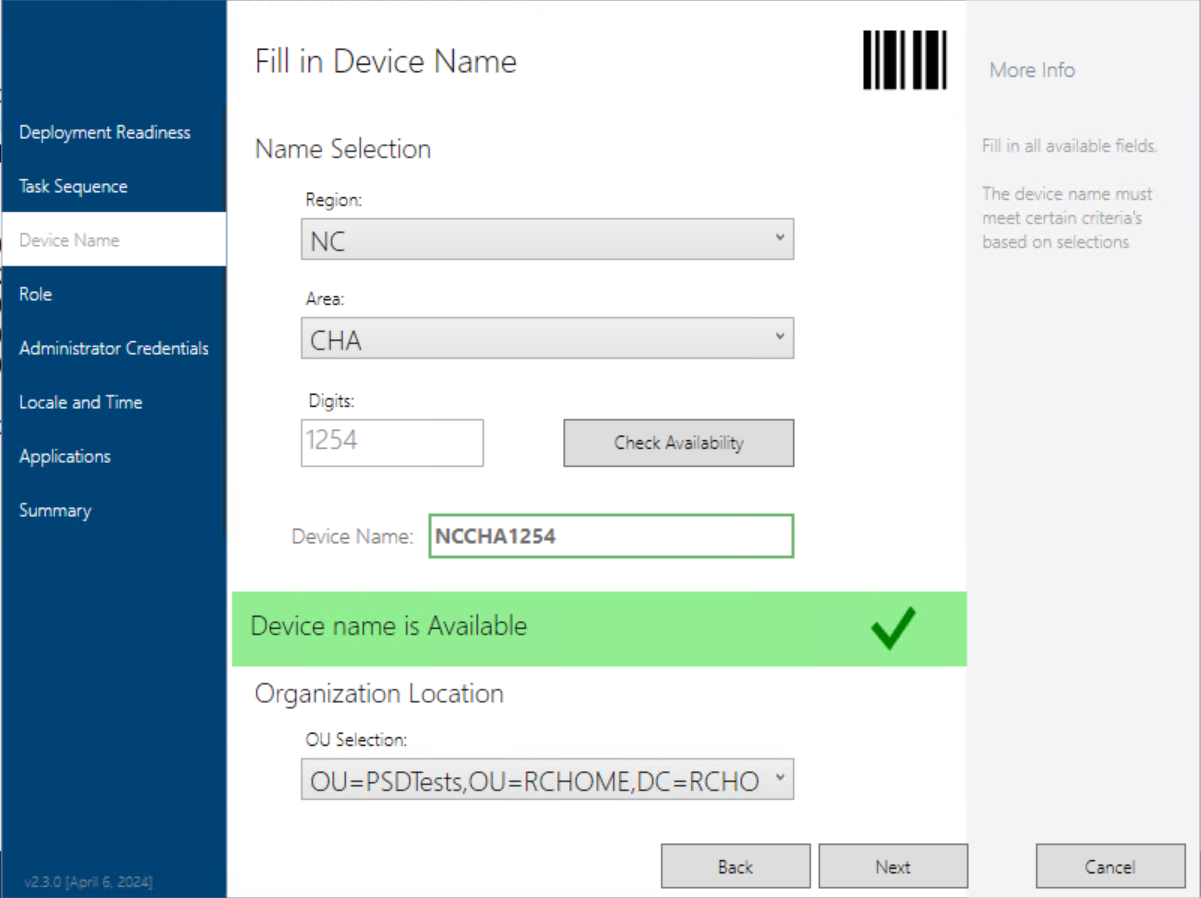 Fill in Device Name
More Info
Deployment Readiness
Task Sequence
Device Name
Role
Administrator Credentials
Locale and Time
Applications
Summary
v2.3.0 [April 6, 2024]
Name Selection
Region:
NC
Area:
CHA
Digits:
1254
Check Availability
Device Name: NCCHA1254
Device name is Available
Organization Location
OU Selection:
OU=PSDTests,OU=RCHOME,DC=RCHO
Back
Next
Cancel
Fill in all available fields.
The device name must
meet certain criteria's
based on selections